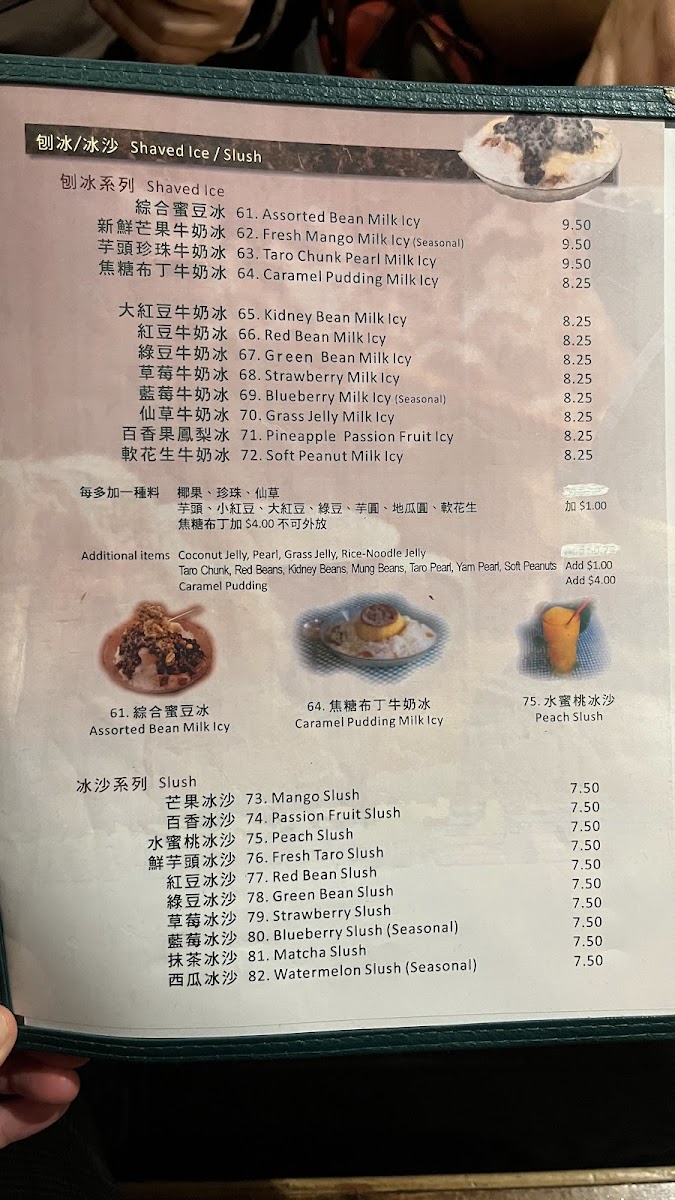 刨冰/冰沙 Shaved Ice / Slush
刨冰系列 Shaved Ice
綜合蜜豆冰 61. Assorted Bean Milk Icy 9.50
新鮮芒果牛奶冰 62. Fresh Mango Milk Icy (Seasonal) 9.50
芋頭珍珠牛奶冰 63. Taro Chunk Pearl Milk Icy 9.50
焦糖布丁牛奶冰 64. Caramel Pudding Milk Icy 8.25
大紅豆牛奶冰 65. Kidney Bean Milk Icy 8.25
紅豆牛奶冰 66. Red Bean Milk Icy 8.25
綠豆牛奶冰 67. Green Bean Milk Icy 8.25
草莓牛奶冰 68. Strawberry Milk Icy 8.25
藍莓牛奶冰 69. Blueberry Milk Icy (Seasonal) 8.25
仙草牛奶冰 70. Grass Jelly Milk Icy 8.25
百香果鳳梨冰 71. Pineapple Passion Fruit Icy 8.25
軟花生牛奶冰 72. Soft Peanut Milk Icy 8.25
每多加一種料 椰果、珍珠、仙草
芋頭、小紅豆、大紅豆、綠豆、芋圓、地瓜圓、軟花生 加 $1.00
焦糖布丁加 $4.00 不可外放
Additional items Coconut Jelly, Pearl, Grass Jelly, Rice-Noodle Jelly
Taro Chunk, Red Beans, Kidney Beans, Mung Beans, Taro Pearl, Yam Pearl, Soft Peanuts Add $1.00
Caramel Pudding Add $4.00
61. 綜合蜜豆冰
Assorted Bean Milk Icy
64. 焦糖布丁牛奶冰
Caramel Pudding Milk Icy
75. 水蜜桃冰沙
Peach Slush
冰沙系列 Slush
芒果冰沙 73. Mango Slush 7.50
百香冰沙 74. Passion Fruit Slush 7.50
水蜜桃冰沙 75. Peach Slush 7.50
鮮芋頭冰沙 76. Fresh Taro Slush 7.50
紅豆冰沙 77. Red Bean Slush 7.50
綠豆冰沙 78. Green Bean Slush 7.50
草莓冰沙 79. Strawberry Slush 7.50
藍莓冰沙 80. Blueberry Slush (Seasonal) 7.50
抹茶冰沙 81. Matcha Slush 7.50
西瓜冰沙 82. Watermelon Slush (Seasonal) 7.50